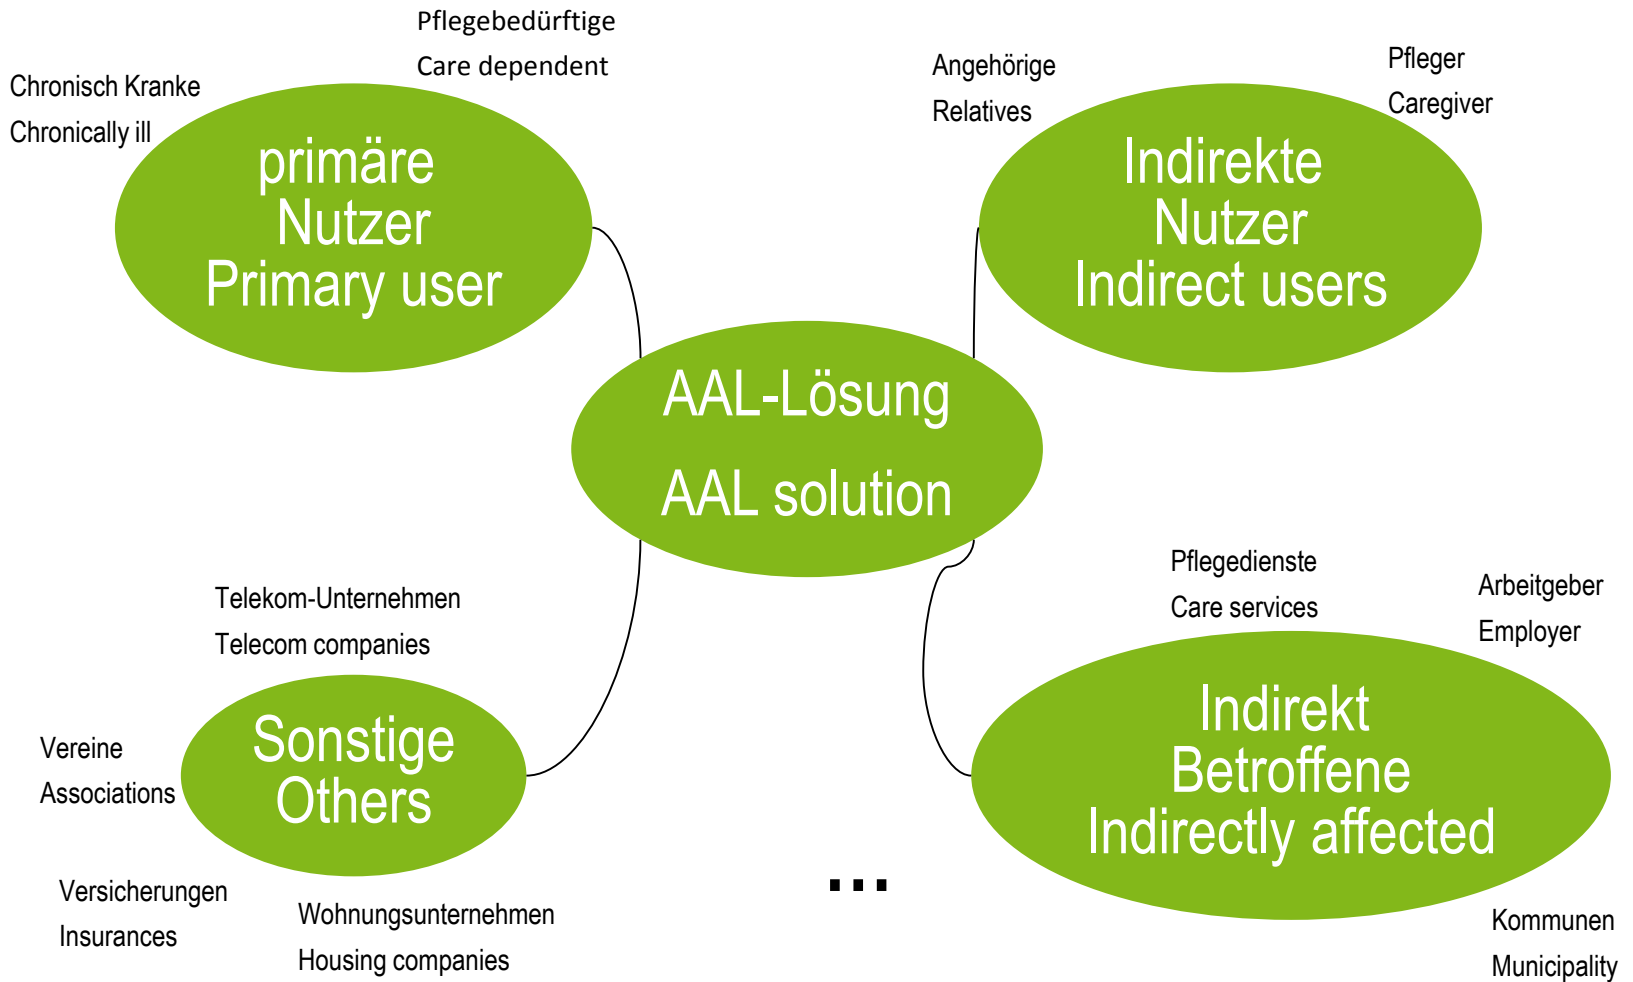 Pflegebedürftige
Care dependent
Chronisch Kranke
Chronically ill
primäre
Nutzer
Primary user
Angehörige
Relatives
Pfleger
Caregiver
Indirekte
Nutzer
Indirect users
AAL-Lösung
AAL solution
Telekom-Unternehmen
Telecom companies
Vereine
Associations
Sonstige
Others
Versicherungen
Insurances
Wohnungsunternehmen
Housing companies
...
Pflegedienste
Care services
Arbeitgeber
Employer
Indirekt
Betroffene
Indirectly affected
Kommunen
Municipality